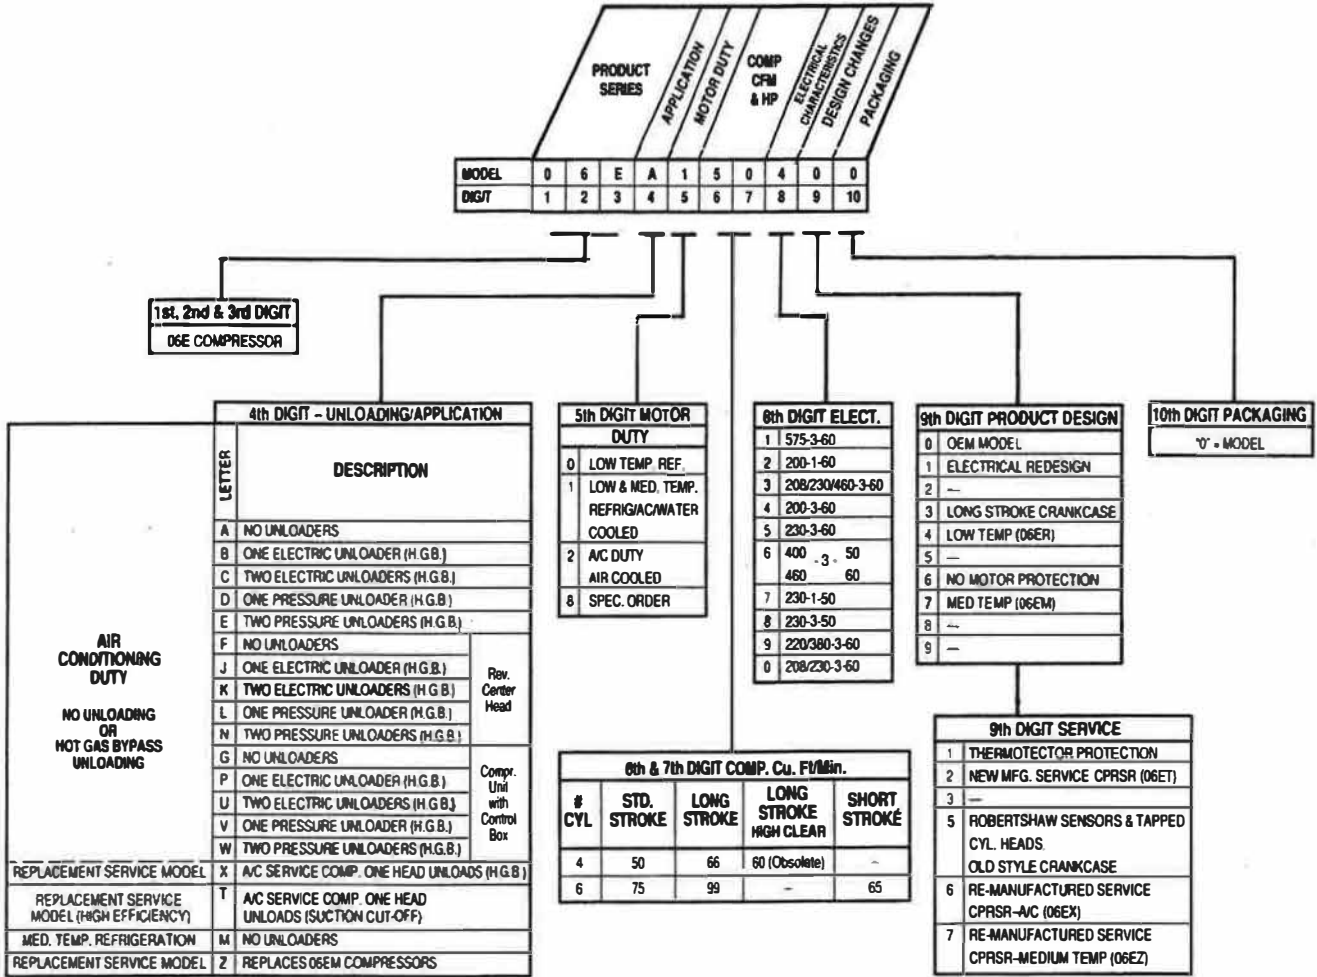 PRODUCT SERIES
APPLICATION
MOTOR DUTY
COMP CFM & HP
ELECTRICAL CHARACTERISTICS
DESIGN CHANGES
PACKAGING
MODEL 0 6 E A 1 5 0 4 0 0
DIGIT 1 2 3 4 5 6 7 8 9 10
1st, 2nd & 3rd DIGIT
06E COMPRESSOR
4th DIGIT – UNLOADING/APPLICATION
LETTER DESCRIPTION
AIR
CONDITIONING
DUTY
NO UNLOADING
OR
HOT GAS BYPASS
UNLOADING
A NO UNLOADERS
B ONE ELECTRIC UNLOADER (H.G.B.)
C TWO ELECTRIC UNLOADERS (H.G.B.)
D ONE PRESSURE UNLOADER (H.G.B.)
E TWO PRESSURE UNLOADERS (H.G.B.)
F NO UNLOADERS
J ONE ELECTRIC UNLOADER (H.G.B.)
K TWO ELECTRIC UNLOADERS (H.G.B.)
L ONE PRESSURE UNLOADER (H.G.B.)
N TWO PRESSURE UNLOADERS (H.G.B.)
Rev.
Center
Head
G NO UNLOADERS
P ONE ELECTRIC UNLOADER (H.G.B.)
U TWO ELECTRIC UNLOADERS (H.G.B.)
V ONE PRESSURE UNLOADER (H.G.B.)
W TWO PRESSURE UNLOADERS (H.G.B.)
Compr.
Unit
with
Control
Box
REPLACEMENT SERVICE MODEL X A/C SERVICE COMP. ONE HEAD UNLOADS (H.G.B.)
REPLACEMENT SERVICE
MODEL (HIGH EFFICIENCY)
T A/C SERVICE COMP. ONE HEAD
UNLOADS (SUCTION CUT-OFF)
MED. TEMP. REFRIGERATION M NO UNLOADERS
REPLACEMENT SERVICE MODEL Z REPLACES 06EM COMPRESSORS
5th DIGIT MOTOR
DUTY
0 LOW TEMP. REF.
1 LOW & MED. TEMP.
REFRIG/AC/WATER
COOLED
2 A/C DUTY
AIR COOLED
8 SPEC. ORDER
6th & 7th DIGIT COMP. Cu. Ft/Min.
# CYL
STD. STROKE
LONG STROKE
LONG STROKE HIGH CLEAR
SHORT STROKE
4 50 66 60 (Obsolete) -
6 75 99 - 65
8th DIGIT ELECT.
1 575-3-60
2 200-1-60
3 208/230/460-3-60
4 200-3-60
5 230-3-60
6 400 -3- 50
460 60
7 230-1-50
8 230-3-50
9 220/380-3-60
0 208/230-3-60
9th DIGIT PRODUCT DESIGN
0 OEM MODEL
1 ELECTRICAL REDESIGN
2 —
3 LONG STROKE CRANKCASE
4 LOW TEMP (06ER)
5 —
6 NO MOTOR PROTECTION
7 MED TEMP (06EM)
8 —
9 —
9th DIGIT SERVICE
1 THERMOTECTOR PROTECTION
2 NEW MFG. SERVICE CPRSR (06ET)
3 —
5 ROBERTSHAW SENSORS & TAPPED
CYL. HEADS.
OLD STYLE CRANKCASE
6 RE-MANUFACTURED SERVICE
CPRSR-A/C (06EX)
7 RE-MANUFACTURED SERVICE
CPRSR-MEDIUM TEMP (06EZ)
10th DIGIT PACKAGING
"0" = MODEL